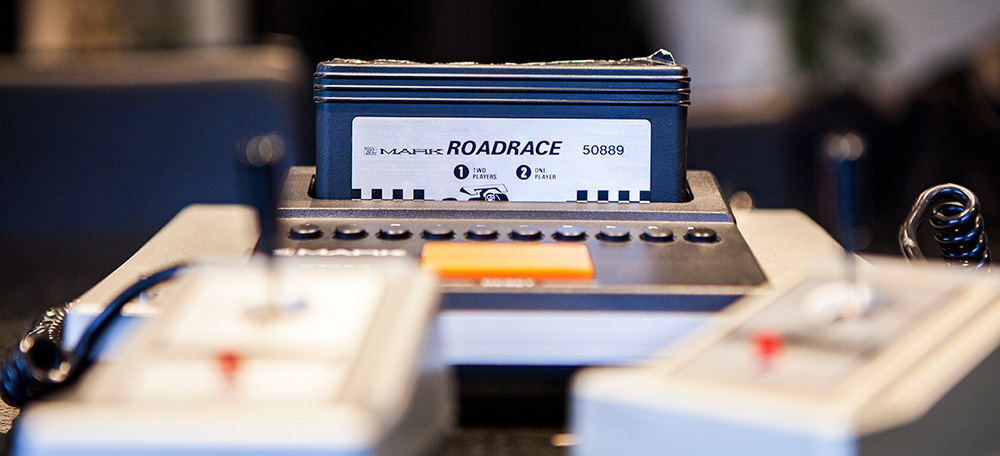 MARK ROADRACE 50889
1 TWO PLAYERS 2 ONE PLAYER